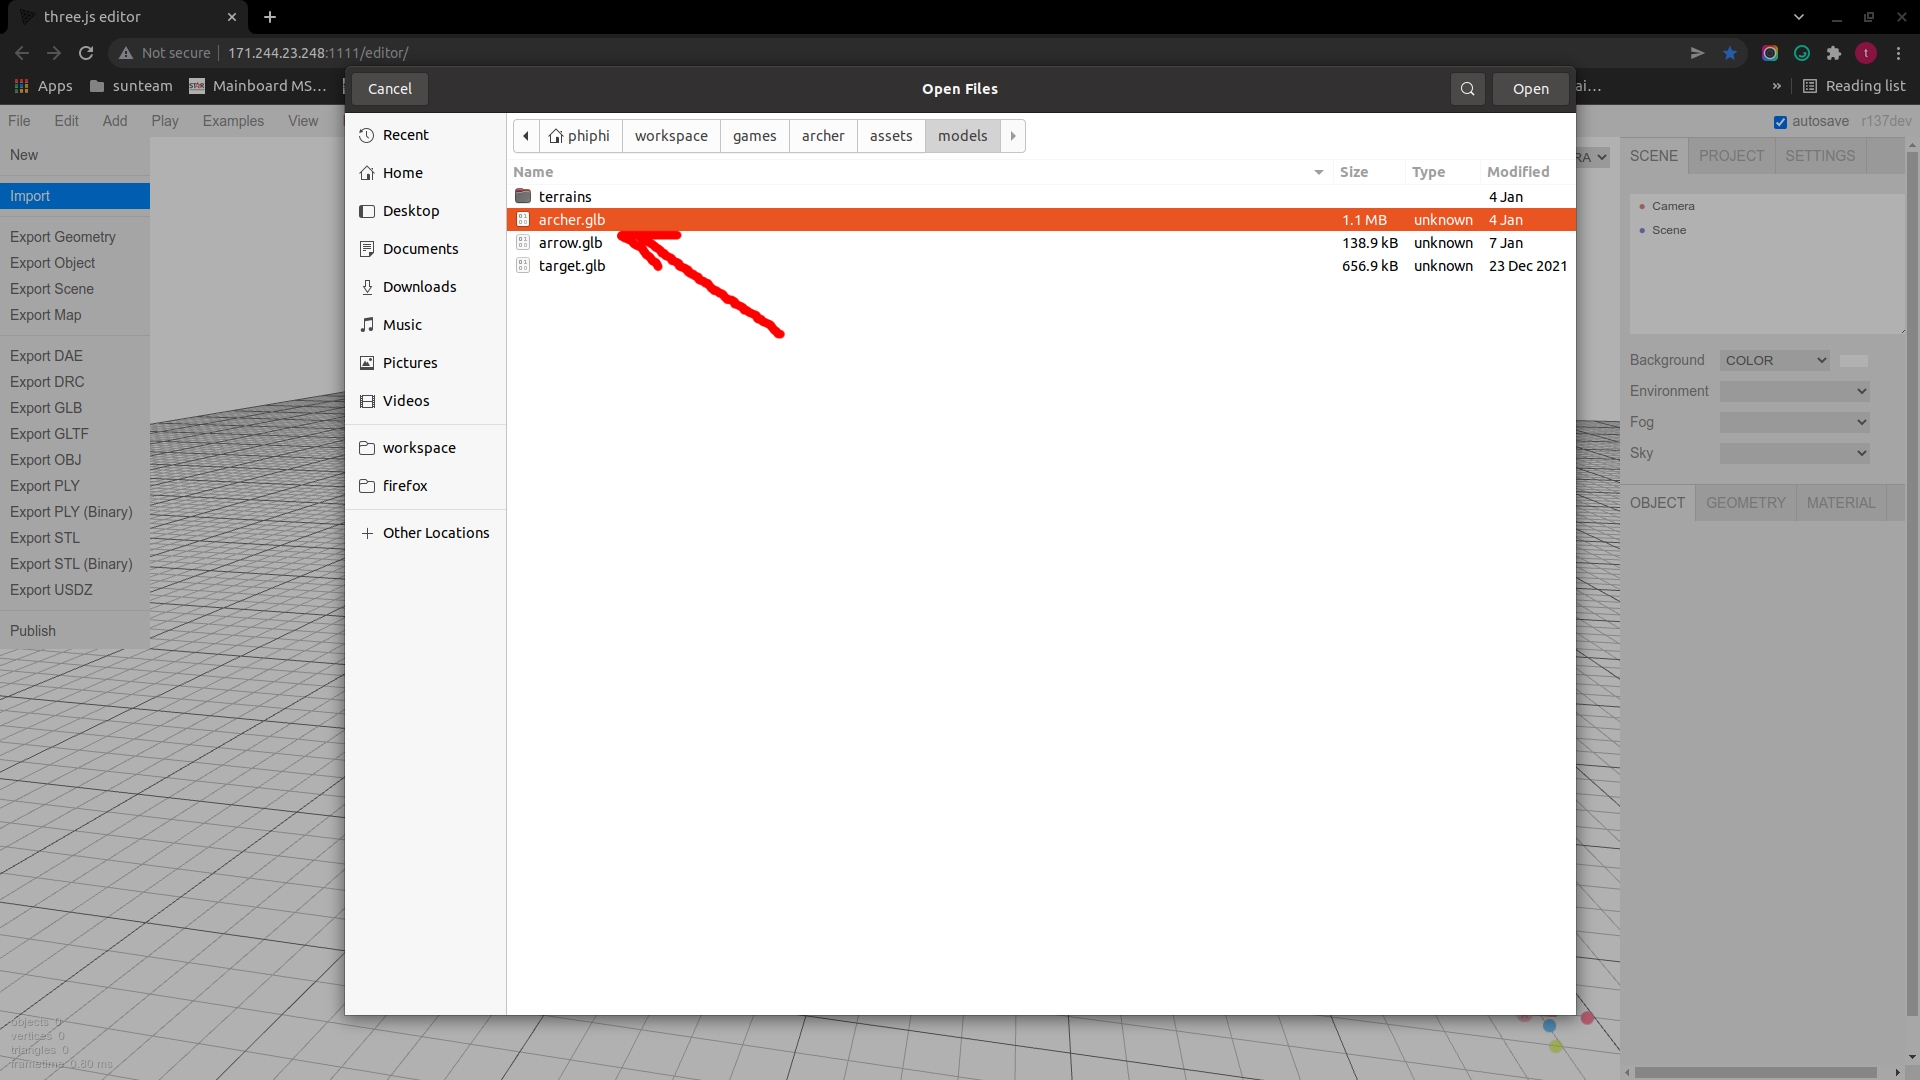 three.js editor
Not secure 171.244.23.248:1111/editor/
Apps sunteam Mainboard MS... ai... » Reading list
Cancel Open Files Open
File Edit Add Play Examples View autosave r137dev
New
Import
Export Geometry
Export Object
Export Scene
Export Map
Export DAE
Export DRC
Export GLB
Export GLTF
Export OBJ
Export PLY
Export PLY (Binary)
Export STL
Export STL (Binary)
Export USDZ
Publish
Recent
Home
Desktop
Documents
Downloads
Music
Pictures
Videos
workspace
firefox
Other Locations
phiphi workspace games archer assets models
Name Size Type Modified
terrains 4 Jan
archer.glb 1.1 MB unknown 4 Jan
arrow.glb 138.9 kB unknown 7 Jan
target.glb 656.9 kB unknown 23 Dec 2021
RA
SCENE PROJECT SETTINGS
Camera
Scene
Background COLOR
Environment
Fog
Sky
OBJECT GEOMETRY MATERIAL
objects 0
vertices 0
triangles 0
frametime 0.80 ms